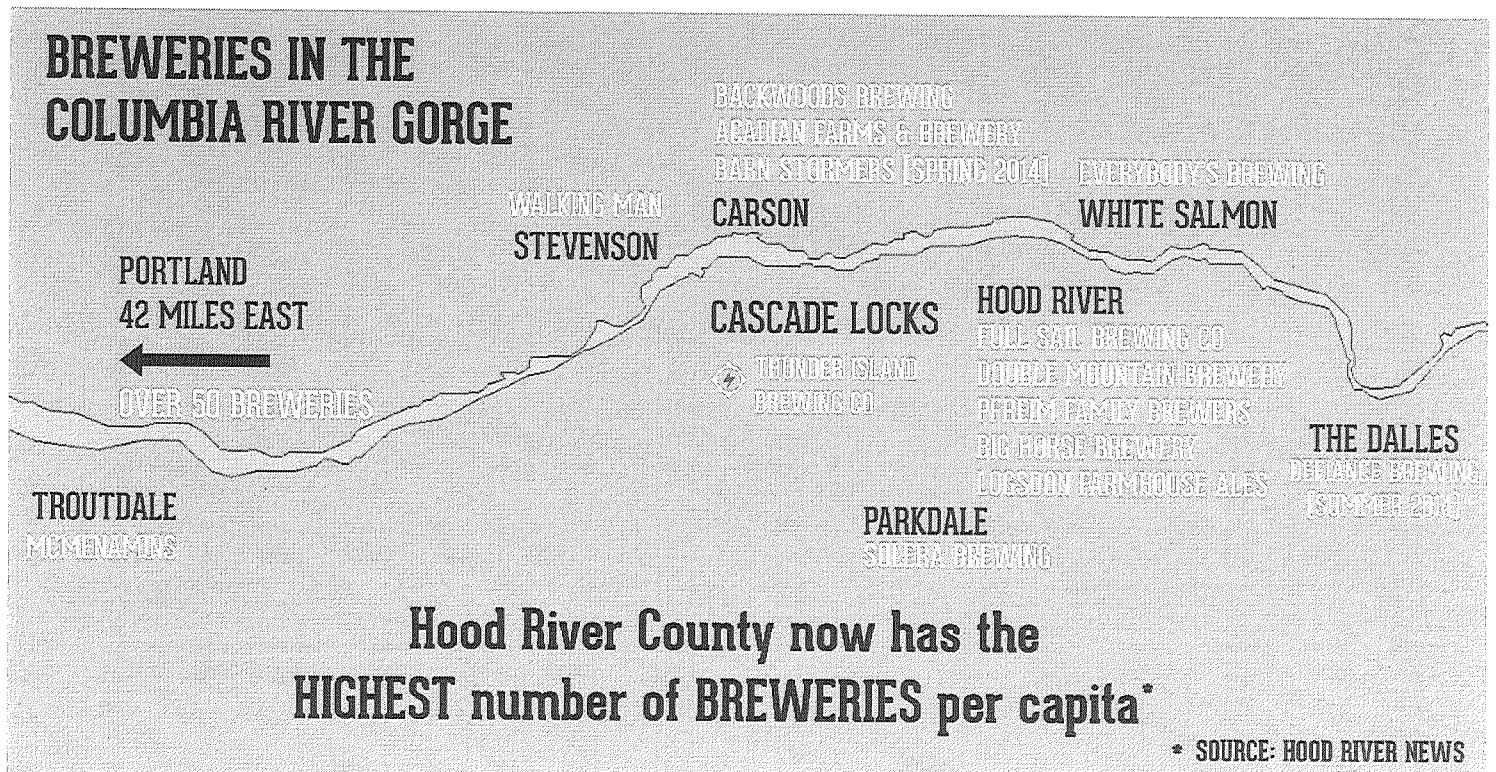 BREWERIES IN THE
COLUMBIA RIVER GORGE
BACKWOODS BREWING
ACADIAN FARMS & BREWERY
BARN STORMERS [SPRING 2014]
CARSON
EVERYBODY'S BREWING
WHITE SALMON
WALKING MAN
STEVENSON
PORTLAND
42 MILES EAST
OVER 50 BREWERIES
CASCADE LOCKS
THUNDER ISLAND
BREWING CO
HOOD RIVER
FULL SAIL BREWING CO
DOUBLE MOUNTAIN BREWERY
PFREIM FAMILY BREWERS
BIG HORSE BREWERY
LOGSDON FARMHOUSE ALES
THE DALLES
DEFIANCE BREWING
[SUMMER 2014]
TROUTDALE
MCMENAMINS
PARKDALE
SOLERA BREWING
Hood River County now has the
HIGHEST number of BREWERIES per capita*
* SOURCE: HOOD RIVER NEWS